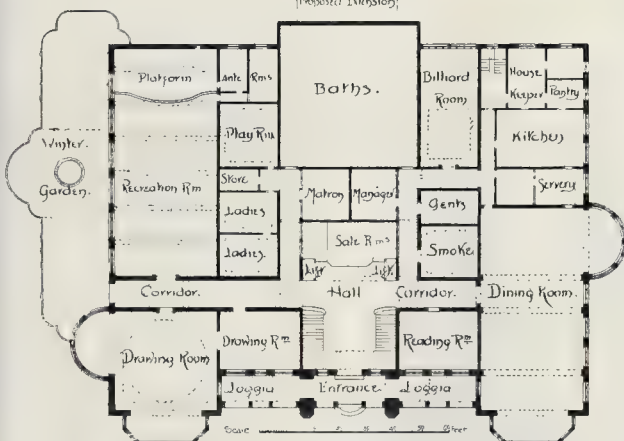 (Proposed Extension)
Platform
Ante
Rms
Baths.
Billiard
Room
House
Keeper
Pantry
Play Rm
Kitchen
Winter.
Garden.
Recreation Rm
Store
Matron
Manager
Servery
Ladies
Gents
Sale Rms
Smoke
Ladies
Lift
Lift
Corridor.
Hall
Corridor.
Dining Room.
Drawing Room
Drawing Rm
Reading Rm
Loggia
Entrance
Loggia
Scale
Feet